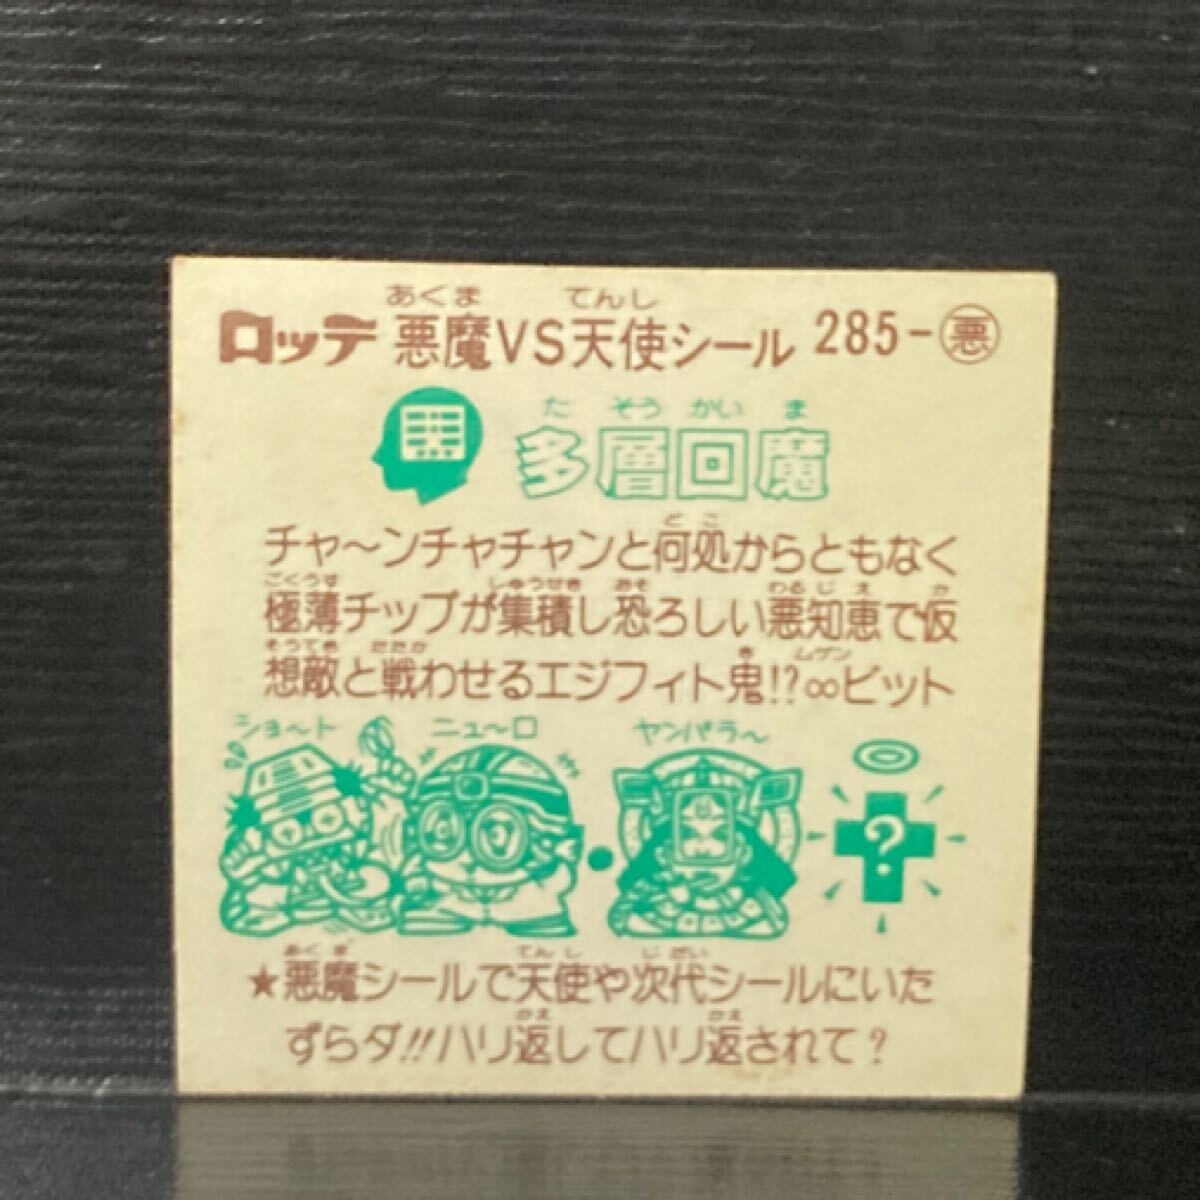 あくま てんし
ロッテ 悪魔VS天使シール 285-悪
たそうかいま
多層回魔
どこ
チャ〜ンチャチャンと何処からともなく
ごくうす しゅうせき おそ わるじえ か
極薄チップが集積し恐ろしい悪知恵で仮
そうてき たたか き ムゲン
想敵と戦わせるエジフィト鬼!?∞ビット
ショ〜ト ニュ〜ロ ヤンパラ〜
?
あくま てんし じだい
★悪魔シールで天使や次代シールにいた
かえ かえ
ずらダ!!ハリ返してハリ返されて?